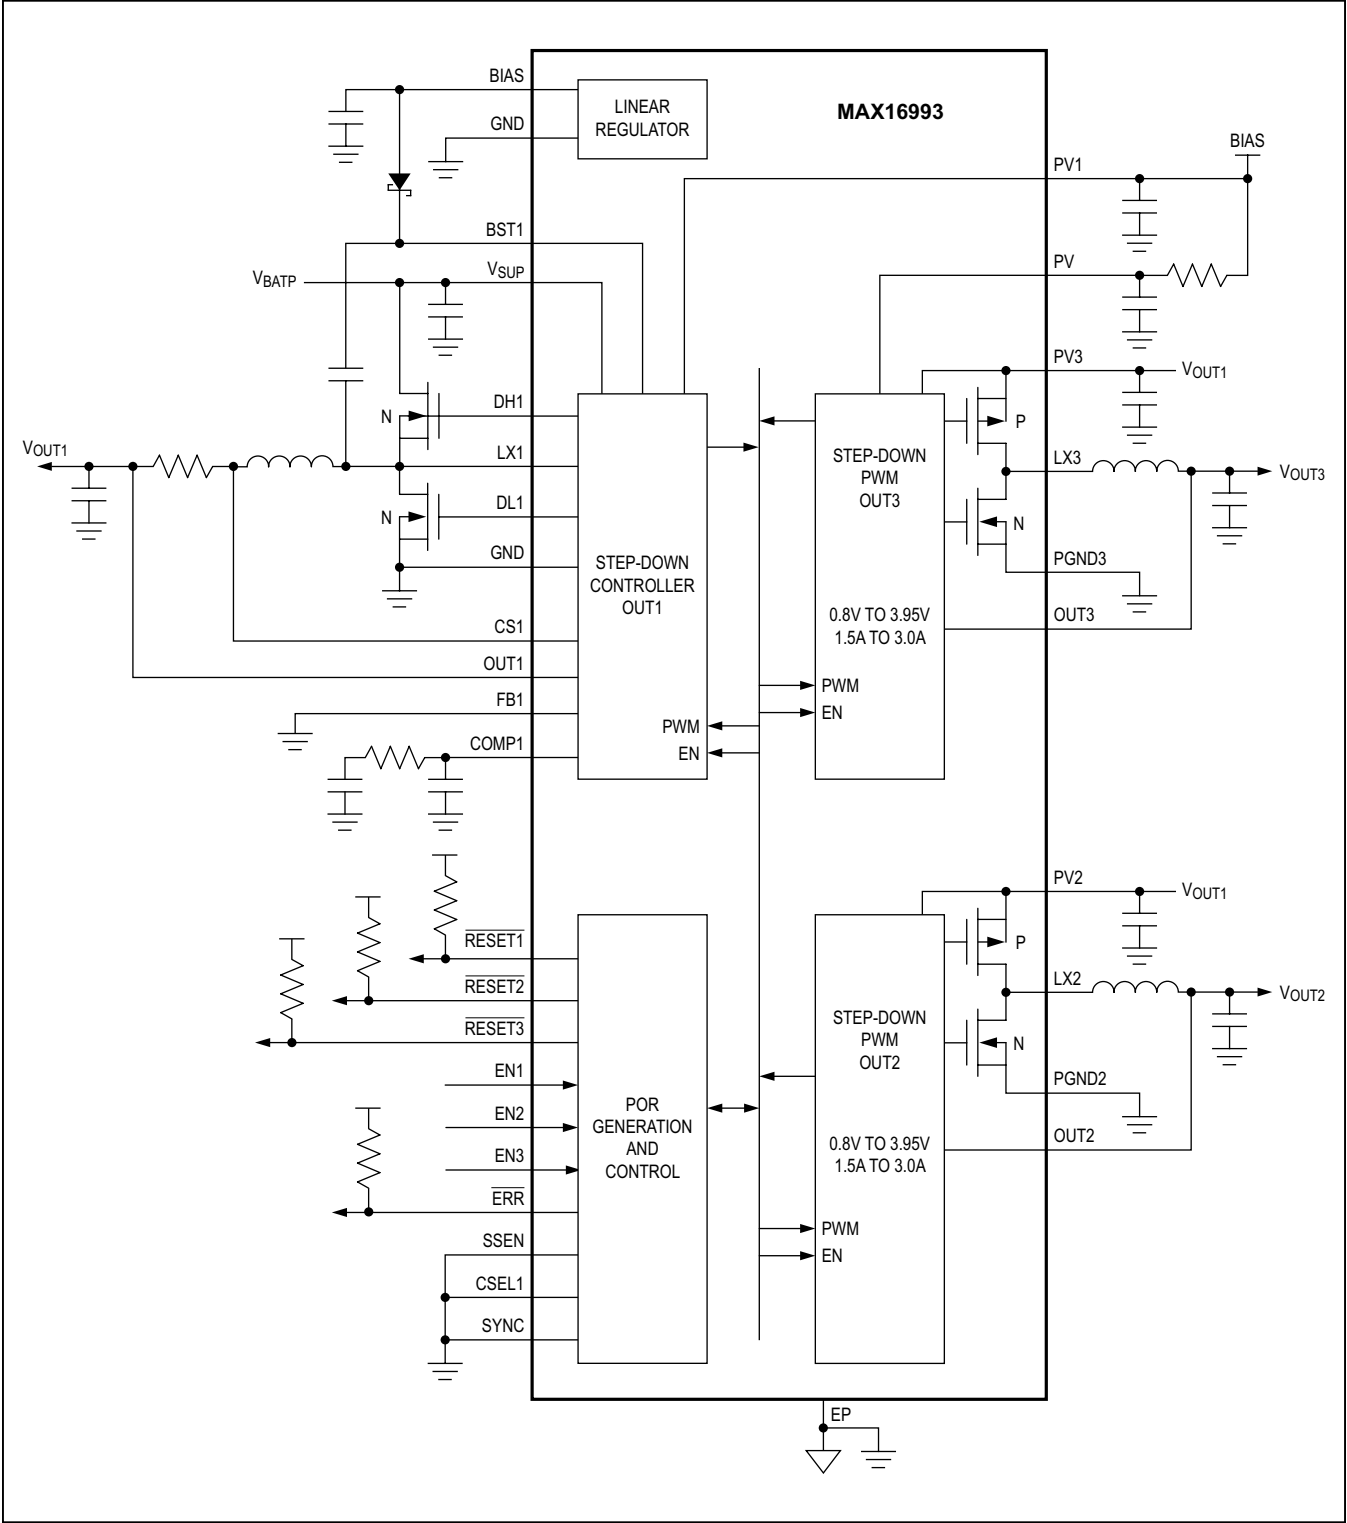 BIAS
LINEAR
REGULATOR
MAX16993
GND
BIAS
PV1
BST1
VBATP
VSUP
PV
PV3
VOUT1
N
DH1
P
VOUT1
LX1
STEP-DOWN
PWM
OUT3
LX3
VOUT3
N
DL1
N
GND
STEP-DOWN
CONTROLLER
OUT1
PGND3
0.8V TO 3.95V
1.5A TO 3.0A
OUT3
CS1
OUT1
PWM
FB1
EN
PWM
COMP1
EN
PV2
VOUT1
RESET1
P
RESET2
LX2
VOUT2
RESET3
STEP-DOWN
PWM
OUT2
N
EN1
PGND2
EN2
POR
GENERATION
AND
CONTROL
OUT2
0.8V TO 3.95V
1.5A TO 3.0A
EN3
ERR
PWM
SSEN
EN
CSEL1
SYNC
EP